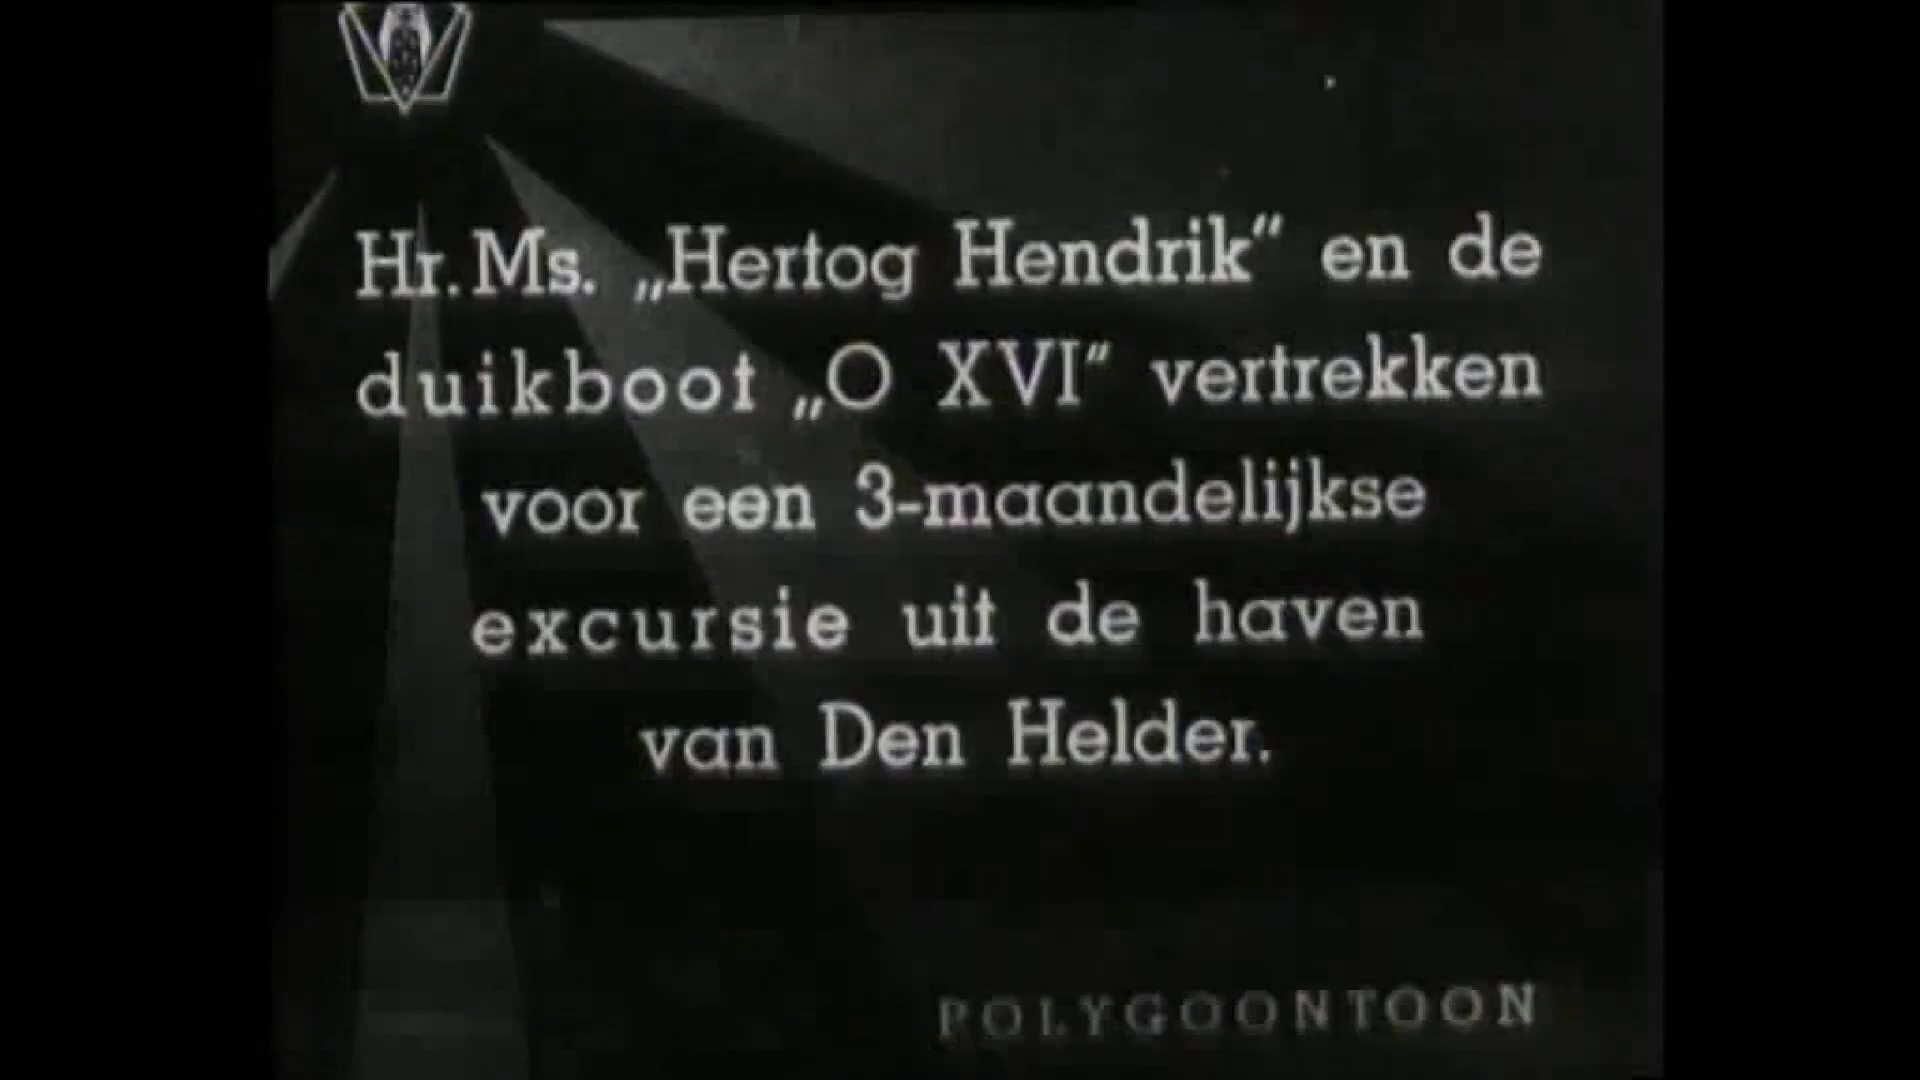 Hr. Ms. „Hertog Hendrik” en de
duikboot „O XVI” vertrekken
voor een 3-maandelijkse
excursie uit de haven
van Den Helder.
POLYGOONTOON